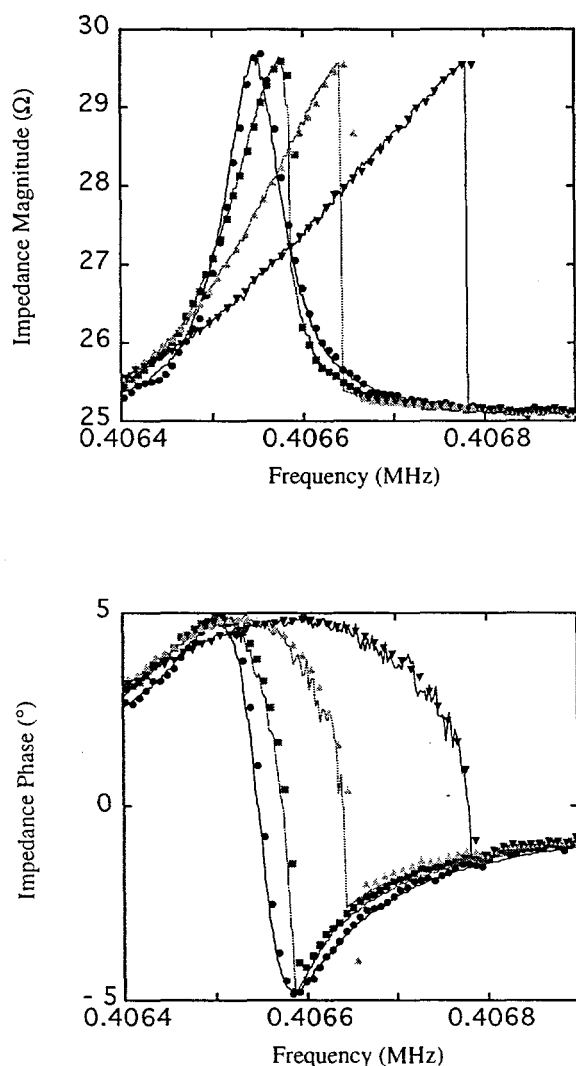 30
29
28
27
26
25
Impedance Magnitude (Ω)
0.4064 0.4066 0.4068
Frequency (MHz)
5
0
-5
Impedance Phase (°)
0.4064 0.4066 0.4068
Frequency (MHz)